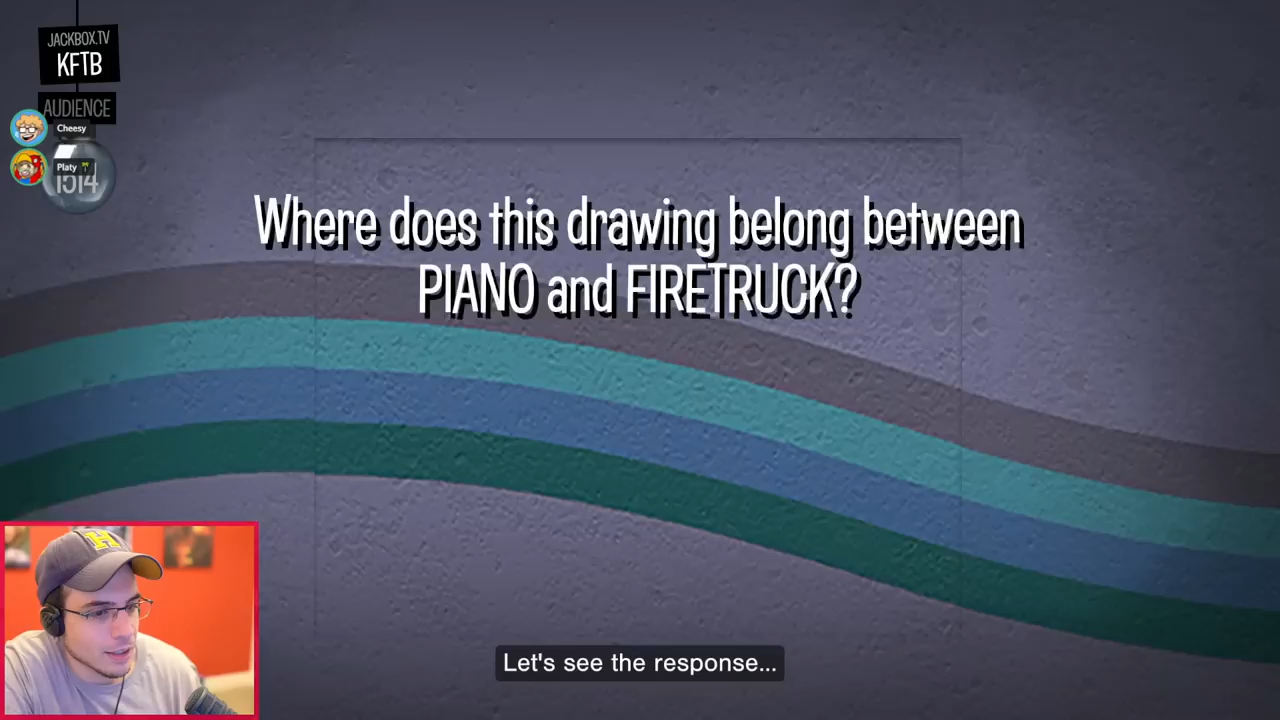 JACKBOX.TV
KFTB
AUDIENCE
Cheesy
Platy
1514
Where does this drawing belong between
PIANO and FIRETRUCK?
H
Let's see the response...